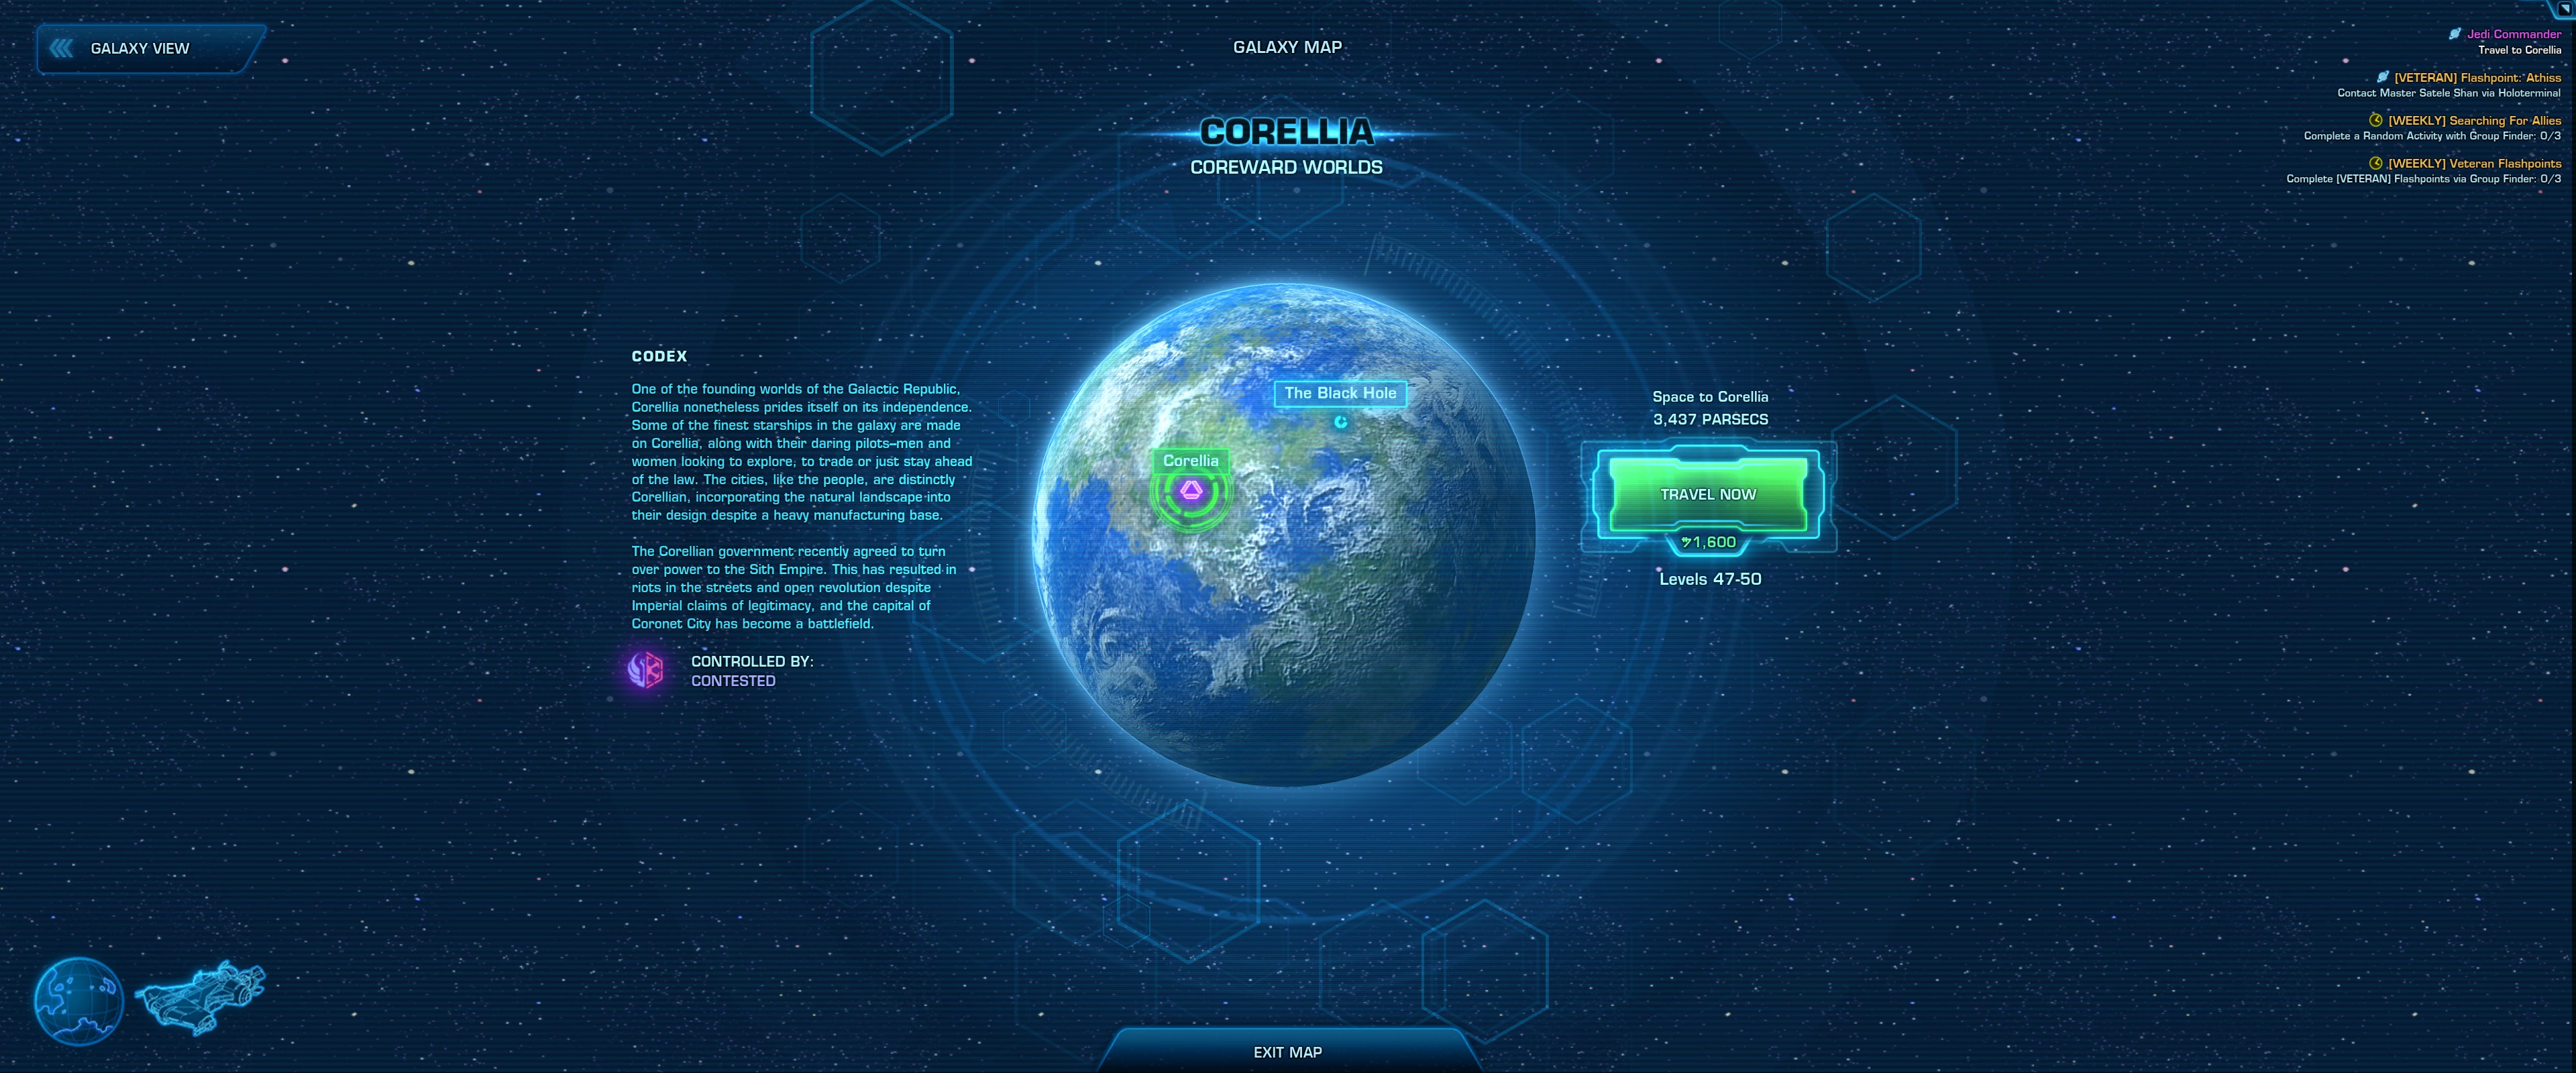 GALAXY VIEW
GALAXY MAP
CORELLIA
COREWARD WORLDS
Jedi Commander
Travel to Corellia
[VETERAN] Flashpoint: Athiss
Contact Master Satele Shan via Holoterminal
[WEEKLY] Searching For Allies
Complete a Random Activity with Group Finder: 0/3
[WEEKLY] Veteran Flashpoints
Complete [VETERAN] Flashpoints via Group Finder: 0/3
CODEX
One of the founding worlds of the Galactic Republic,
Corellia nonetheless prides itself on its independence.
Some of the finest starships in the galaxy are made
on Corellia, along with their daring pilots–men and
women looking to explore, to trade or just stay ahead
of the law. The cities, like the people, are distinctly
Corellian, incorporating the natural landscape into
their design despite a heavy manufacturing base.
The Corellian government recently agreed to turn
over power to the Sith Empire. This has resulted in
riots in the streets and open revolution despite
Imperial claims of legitimacy, and the capital of
Coronet City has become a battlefield.
CONTROLLED BY:
CONTESTED
The Black Hole
Corellia
Space to Corellia
3,437 PARSECS
TRAVEL NOW
1,600
Levels 47-50
EXIT MAP